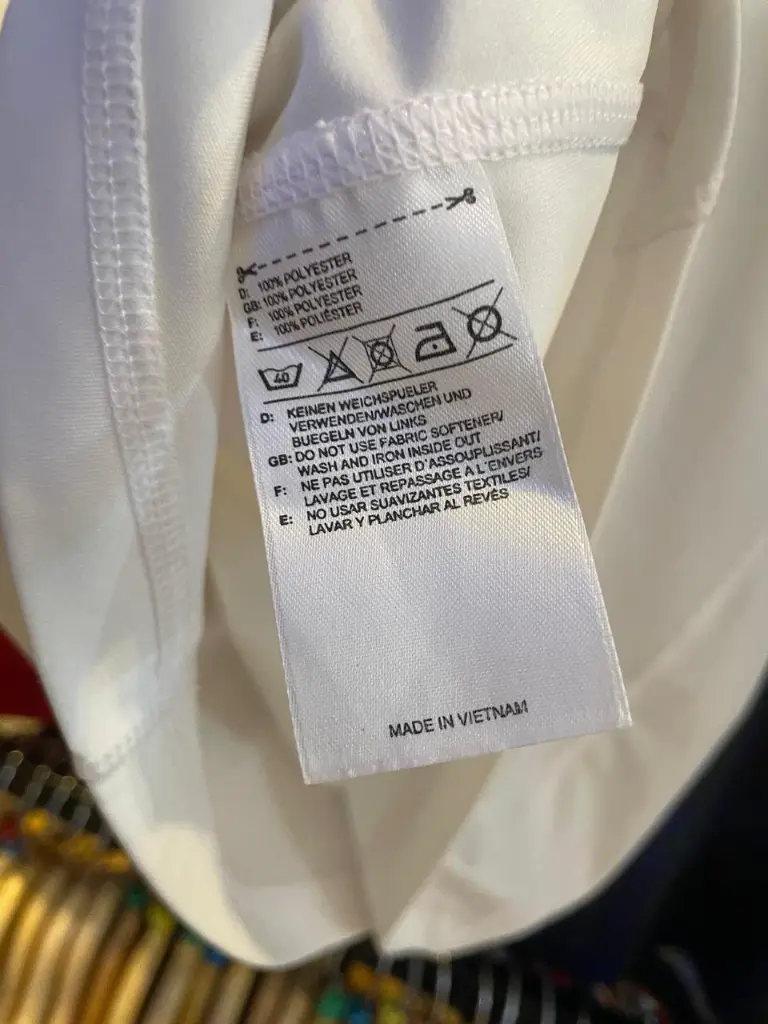 D: 100% POLYESTER
GB: 100% POLYESTER
F: 100% POLYESTER
E: 100% POLIÉSTER
40
D: KEINEN WEICHSPUELER
VERWENDEN/WASCHEN UND
BUEGELN VON LINKS
GB: DO NOT USE FABRIC SOFTENER/
WASH AND IRON INSIDE OUT
F: NE PAS UTILISER D'ASSOUPLISSANT/
LAVAGE ET REPASSAGE A L'ENVERS
E: NO USAR SUAVIZANTES TEXTILES/
LAVAR Y PLANCHAR AL REVÉS
MADE IN VIETNAM